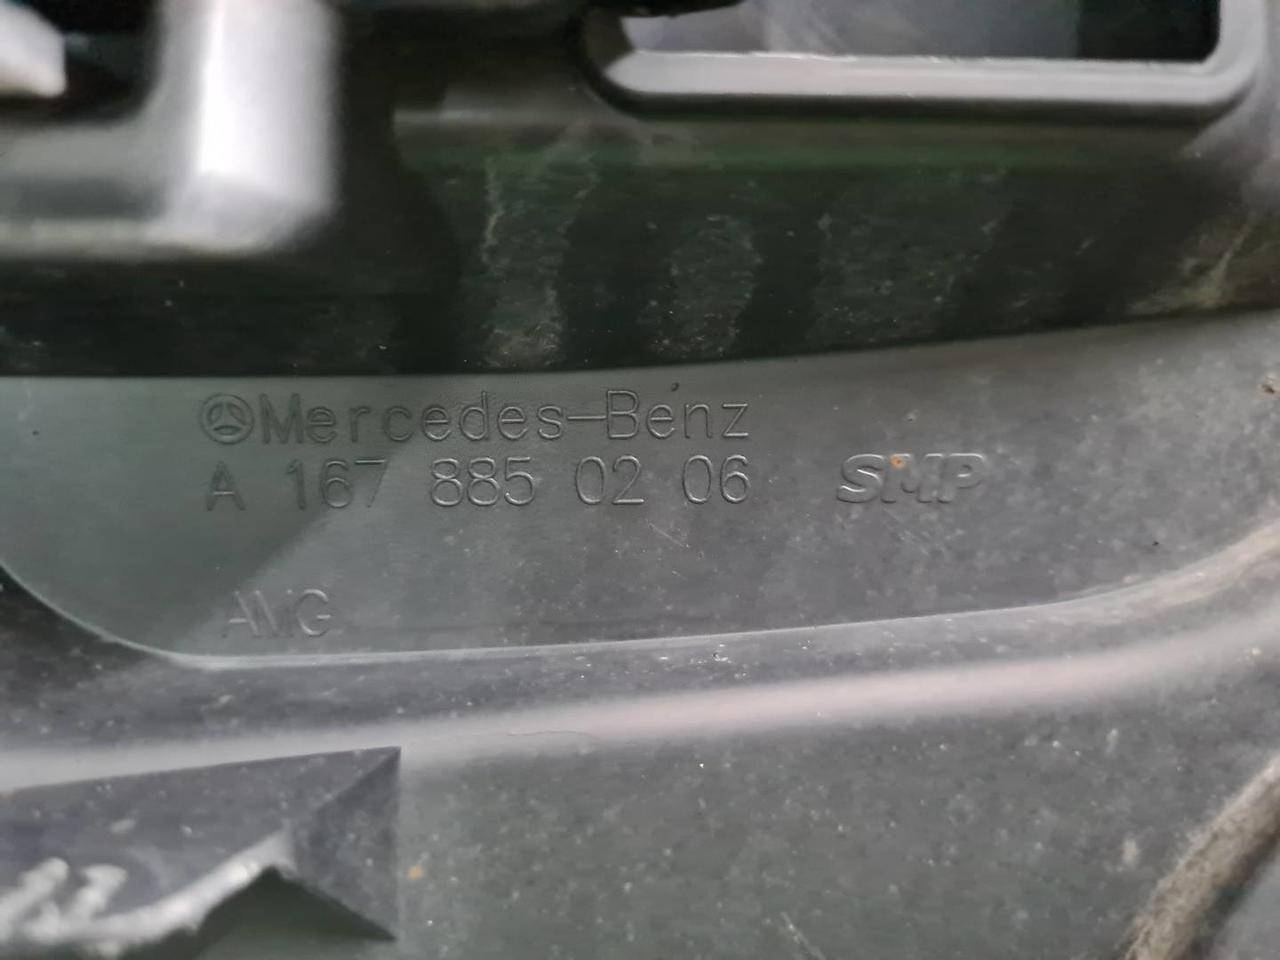 Mercedes-Benz
A 167 885 02 06 SMP
AMG